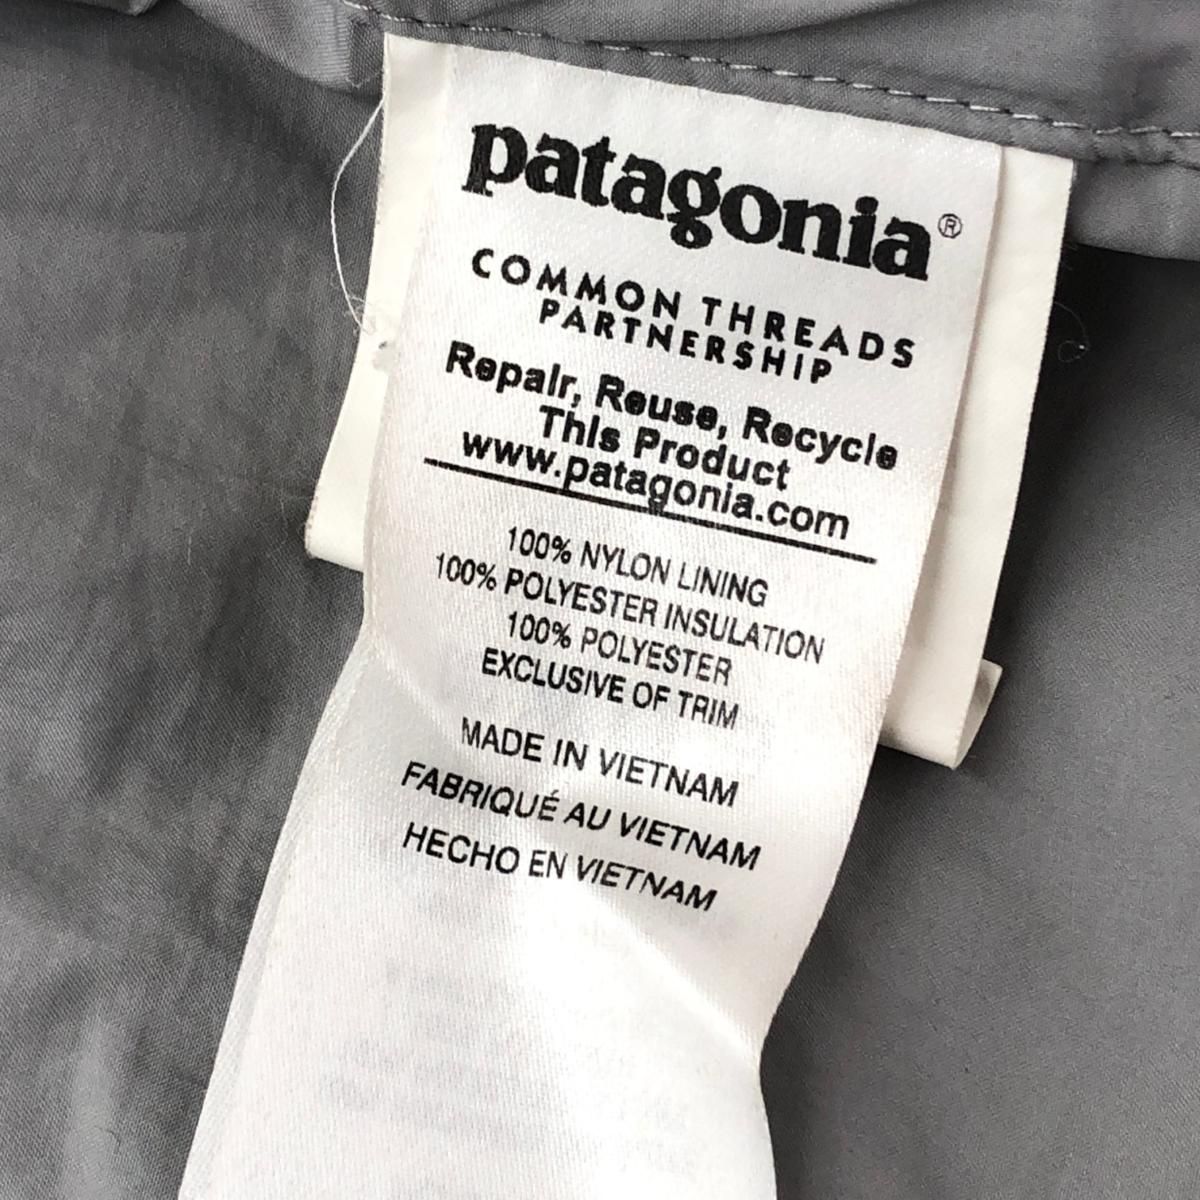 patagonia®
COMMON THREADS
PARTNERSHIP
Repair, Reuse, Recycle
This Product
www.patagonia.com
100% NYLON LINING
100% POLYESTER INSULATION
100% POLYESTER
EXCLUSIVE OF TRIM
MADE IN VIETNAM
FABRIQUÉ AU VIETNAM
HECHO EN VIETNAM